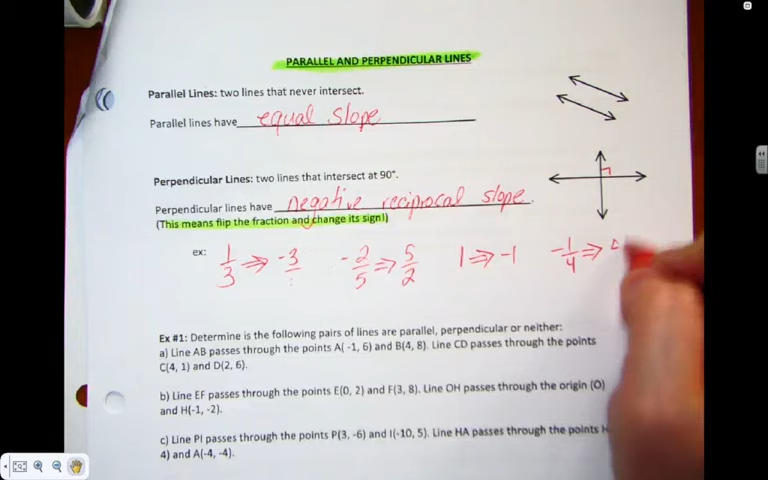 PARALLEL AND PERPENDICULAR LINES
Parallel Lines: two lines that never intersect.
Parallel lines have equal slope
Perpendicular Lines: two lines that intersect at 90°.
Perpendicular lines have negative reciprocal slope.
(This means flip the fraction and change its sign!)
ex: 1/3 ⇒ -3/ -2/5 ⇒ 5/2 1 ⇒ -1 -1/4 ⇒
Ex #1: Determine is the following pairs of lines are parallel, perpendicular or neither:
a) Line AB passes through the points A( -1, 6) and B(4, 8). Line CD passes through the points
C(4, 1) and D(2, 6).
b) Line EF passes through the points E(0, 2) and F(3, 8). Line OH passes through the origin (O)
and H(-1, -2).
c) Line PI passes through the points P(3, -6) and I(-10, 5). Line HA passes through the points H
4) and A(-4, -4).